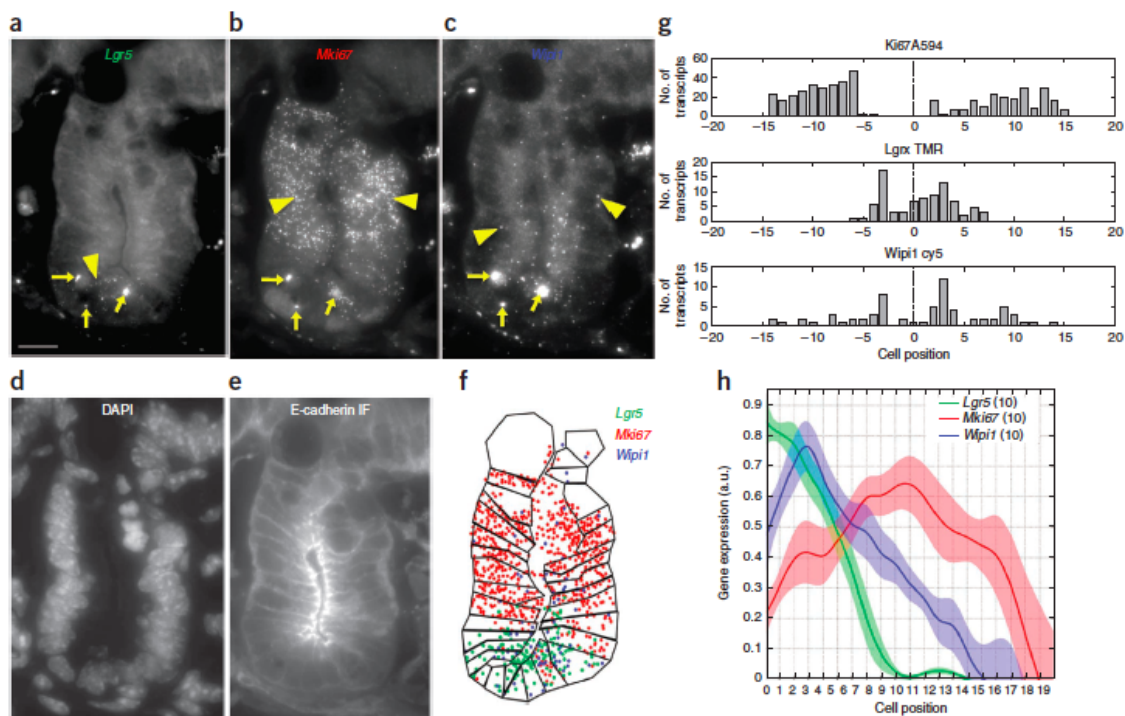 a
Lgr5
b
Mki67
c
Wipi1
g
Ki67A594
No. of
transcripts
60
40
20
0
−20 −15 −10 −5 0 5 10 15 20
Lgrx TMR
No. of
transcripts
20
15
10
5
0
−20 −15 −10 −5 0 5 10 15 20
Wipi1 cy5
No. of
transcripts
15
10
5
0
−20 −15 −10 −5 0 5 10 15 20
Cell position
d
DAPI
e
E-cadherin IF
f
Lgr5
Mki67
Wipi1
h
Lgr5 (10)
Mki67 (10)
Wipi1 (10)
Gene expression (a.u.)
0.9
0.8
0.7
0.6
0.5
0.4
0.3
0.2
0.1
0
0 1 2 3 4 5 6 7 8 9 10 11 12 13 14 15 16 17 18 19
Cell position